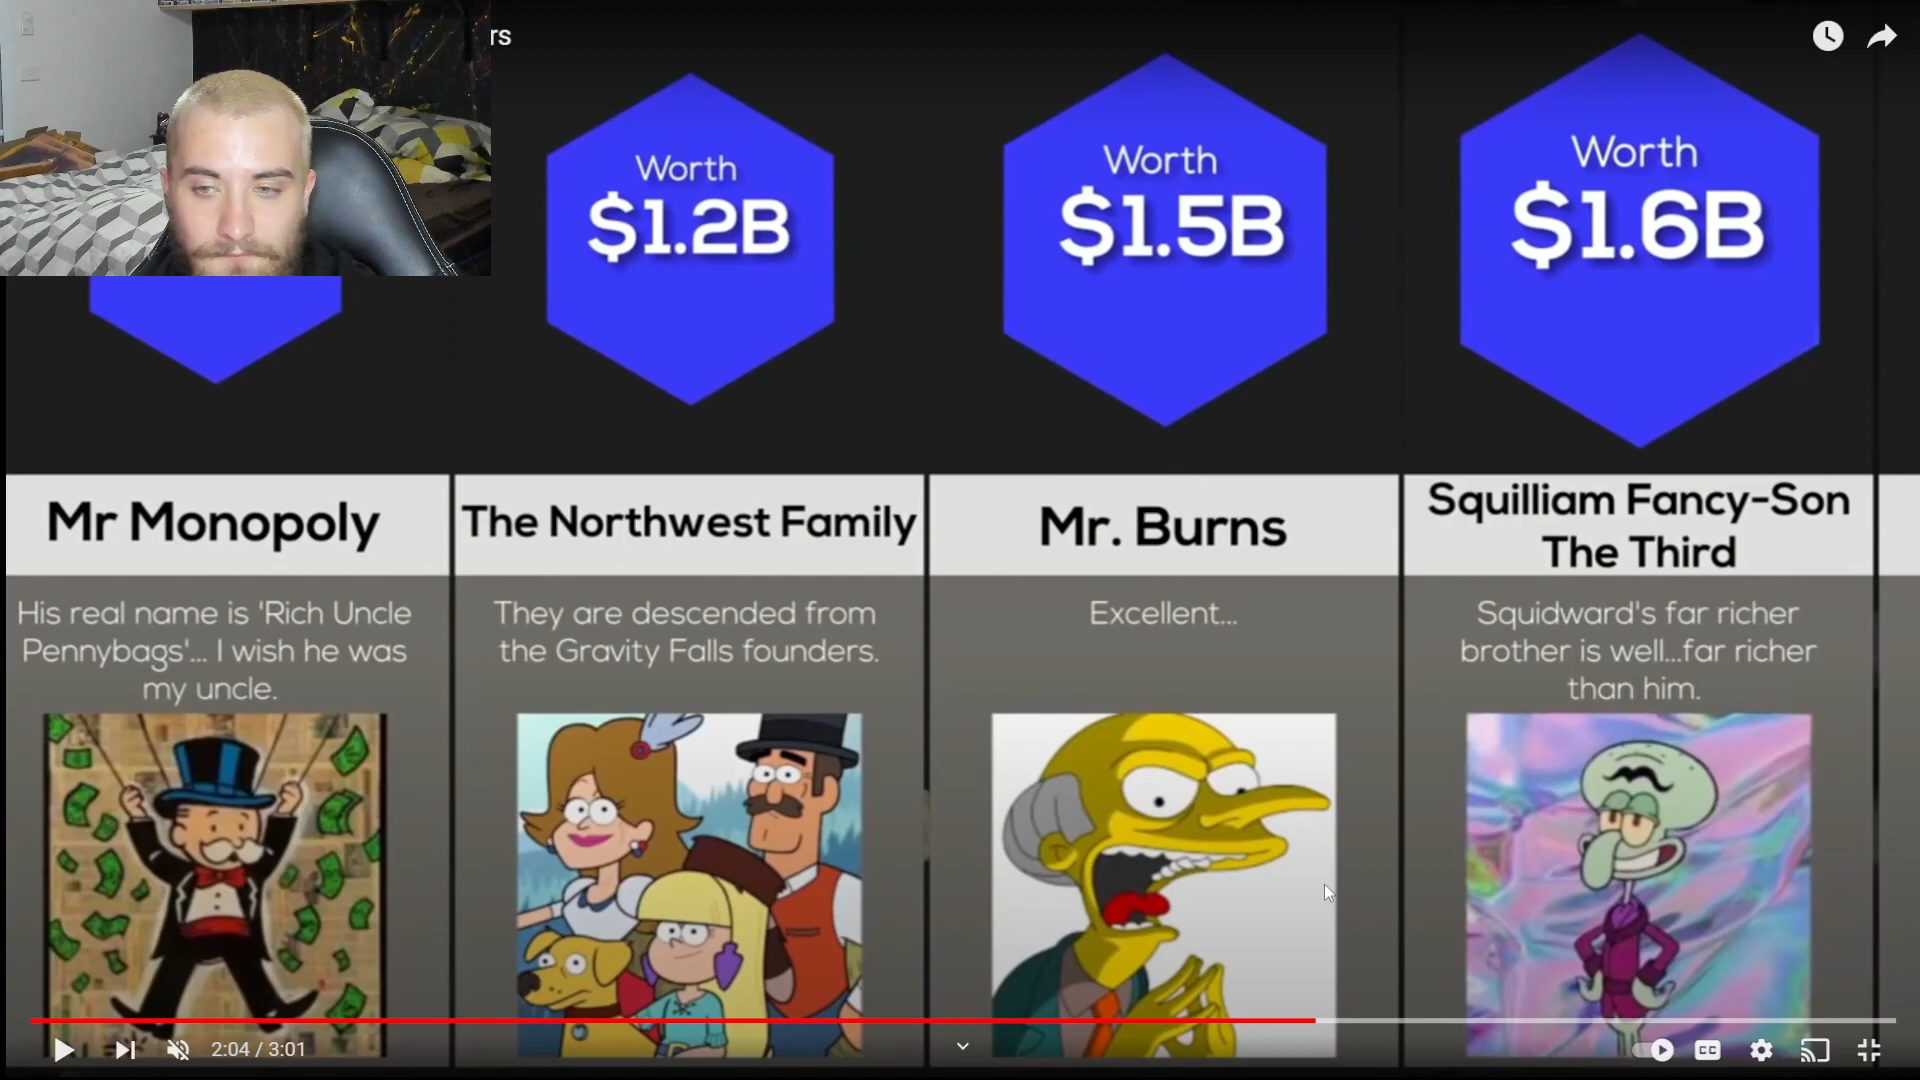 rs
Worth
$1.2B
Worth
$1.5B
Worth
$1.6B
Mr Monopoly
His real name is 'Rich Uncle
Pennybags'... I wish he was
my uncle.
The Northwest Family
They are descended from
the Gravity Falls founders.
Mr. Burns
Excellent...
Squilliam Fancy-Son
The Third
Squidward's far richer
brother is well...far richer
than him.
2:04 / 3:01
CC